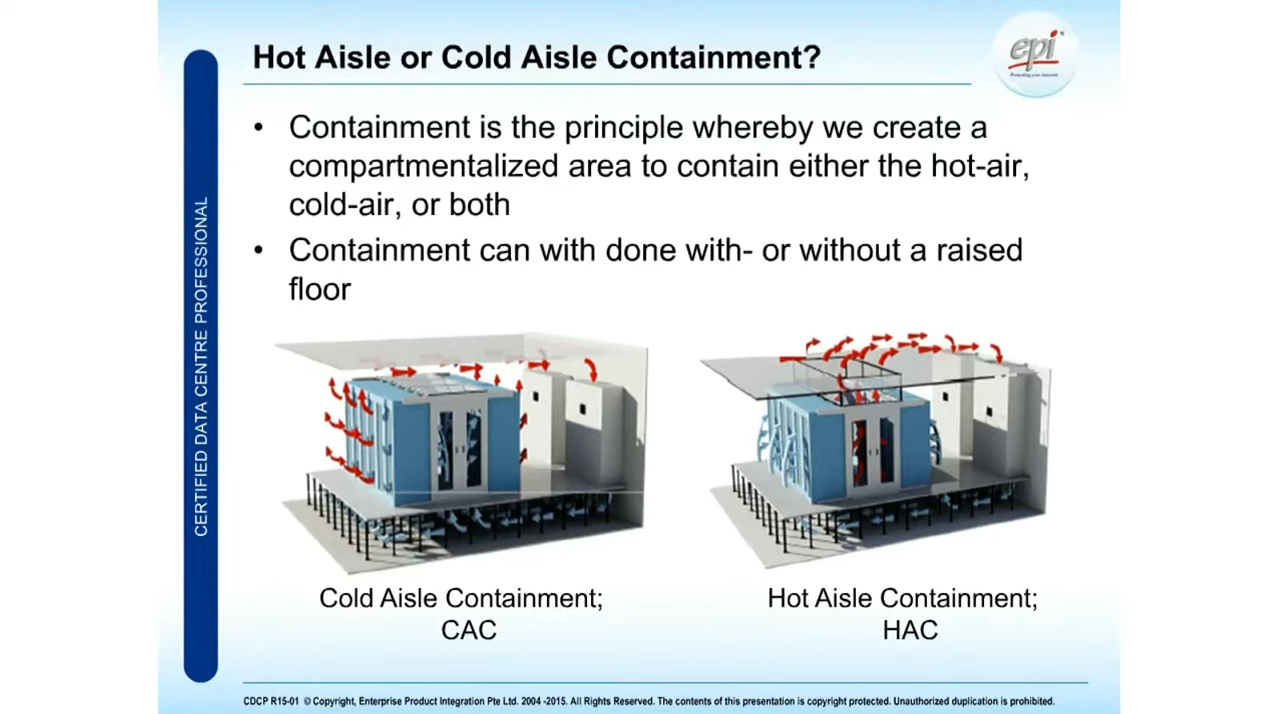 Hot Aisle or Cold Aisle Containment?
epi
Protecting your interests
• Containment is the principle whereby we create a
compartmentalized area to contain either the hot-air,
cold-air, or both
• Containment can with done with- or without a raised
floor
CERTIFIED DATA CENTRE PROFESSIONAL
Cold Aisle Containment;
CAC
Hot Aisle Containment;
HAC
CDCP R15-01 © Copyright, Enterprise Product Integration Pte Ltd. 2004 -2015. All Rights Reserved. The contents of this presentation is copyright protected. Unauthorized duplication is prohibited.